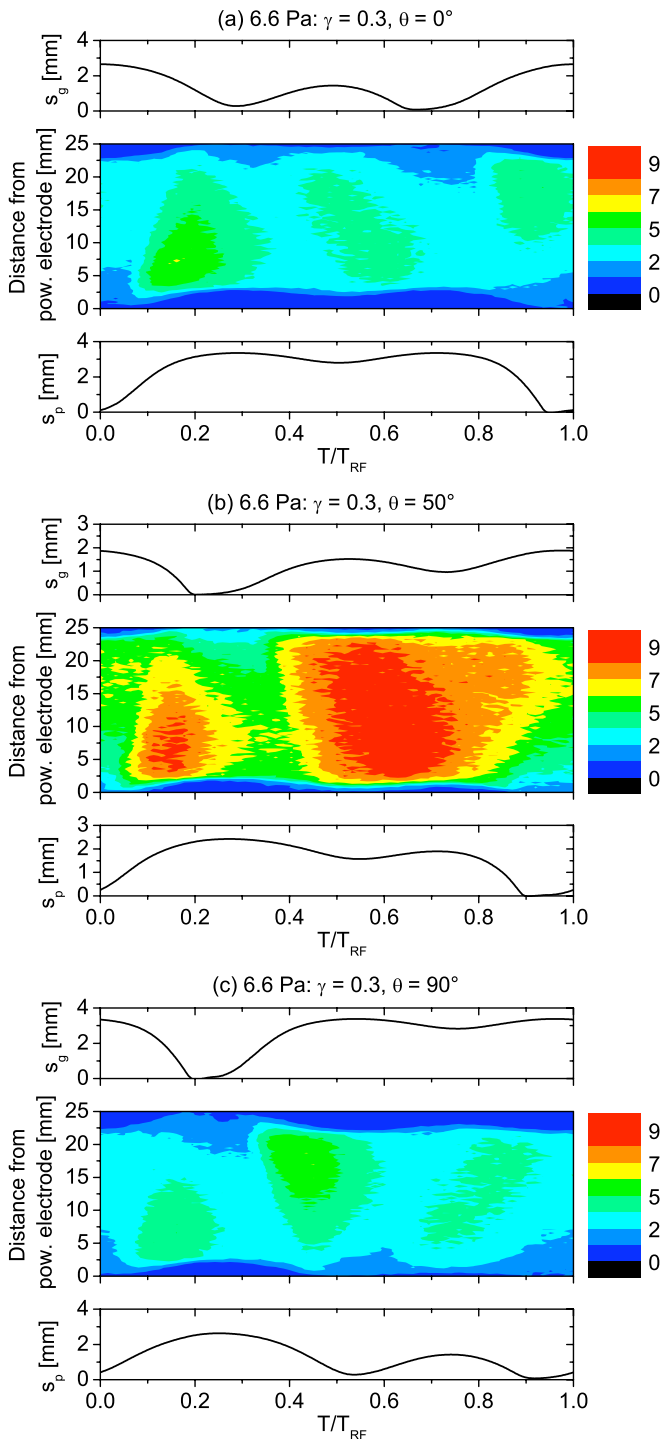 (a) 6.6 Pa: γ = 0.3, θ = 0°
4
2
0
s_g [mm]
25
20
15
10
5
0
Distance from
pow. electrode [mm]
9
7
5
2
2
0
4
2
0
s_p [mm]
0.0 0.2 0.4 0.6 0.8 1.0
T/T_RF
(b) 6.6 Pa: γ = 0.3, θ = 50°
3
2
1
0
s_g [mm]
25
20
15
10
5
0
Distance from
pow. electrode [mm]
9
7
5
2
2
0
3
2
1
0
s_p [mm]
0.0 0.2 0.4 0.6 0.8 1.0
T/T_RF
(c) 6.6 Pa: γ = 0.3, θ = 90°
4
2
0
s_g [mm]
25
20
15
10
5
0
Distance from
pow. electrode [mm]
9
7
5
2
2
0
4
2
0
s_p [mm]
0.0 0.2 0.4 0.6 0.8 1.0
T/T_RF